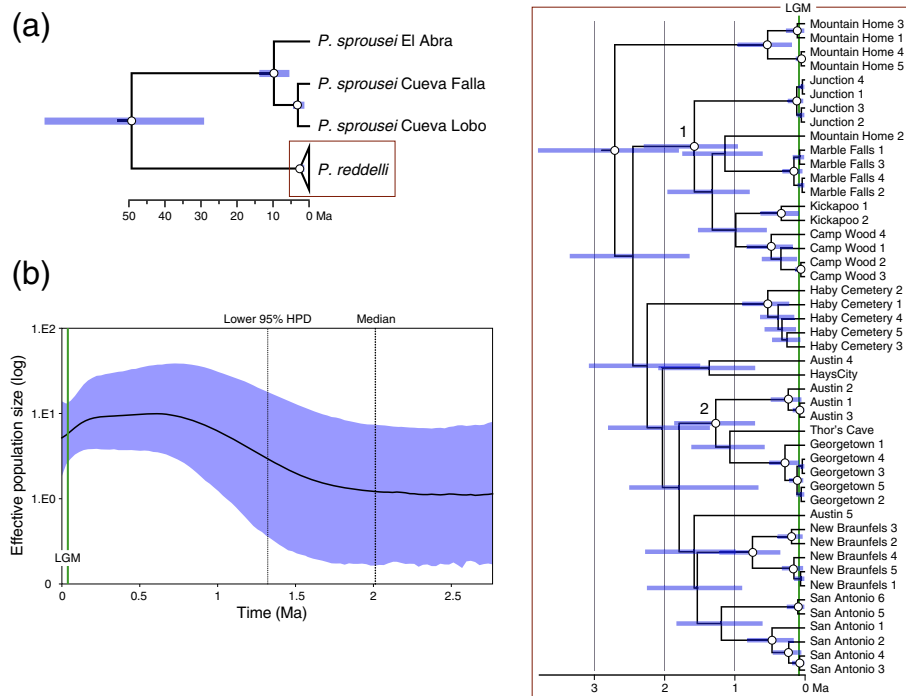 (a)
P. sprousei El Abra
P. sprousei Cueva Falla
P. sprousei Cueva Lobo
P. reddelli
50 40 30 20 10 0 Ma
(b)
Lower 95% HPD Median
1.E2
1.E1
1.E0
0
Effective population size (log)
LGM
0 0.5 1 1.5 2 2.5
Time (Ma)
LGM
Mountain Home 3
Mountain Home 1
Mountain Home 4
Mountain Home 5
Junction 4
Junction 1
Junction 3
Junction 2
1
Mountain Home 2
Marble Falls 1
Marble Falls 3
Marble Falls 4
Marble Falls 2
Kickapoo 1
Kickapoo 2
Camp Wood 4
Camp Wood 1
Camp Wood 2
Camp Wood 3
Haby Cemetery 2
Haby Cemetery 1
Haby Cemetery 4
Haby Cemetery 5
Haby Cemetery 3
Austin 4
HaysCity
Austin 2
Austin 1
2
Austin 3
Thor's Cave
Georgetown 1
Georgetown 4
Georgetown 3
Georgetown 5
Georgetown 2
Austin 5
New Braunfels 3
New Braunfels 2
New Braunfels 4
New Braunfels 5
New Braunfels 1
San Antonio 6
San Antonio 5
San Antonio 1
San Antonio 2
San Antonio 4
San Antonio 3
3 2 1 0 Ma